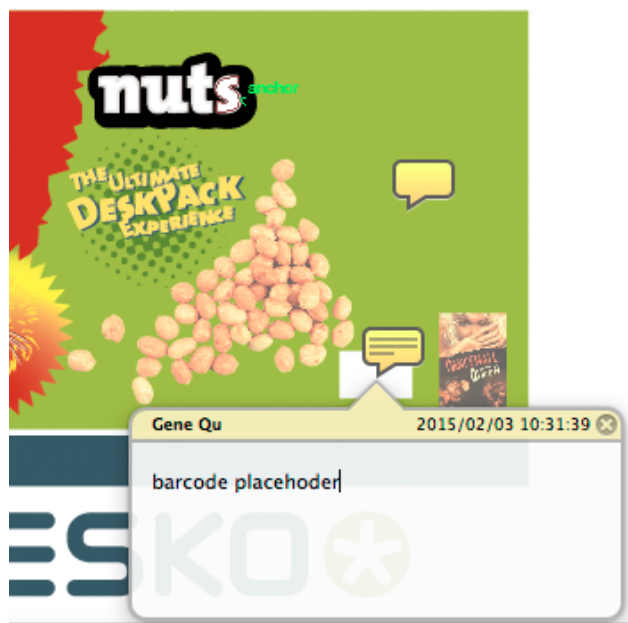 nuts
anchor
THE ULTIMATE
DESKPACK
EXPERIENCE
Gene Qu 2015/02/03 10:31:39
barcode placehoder
ESKO